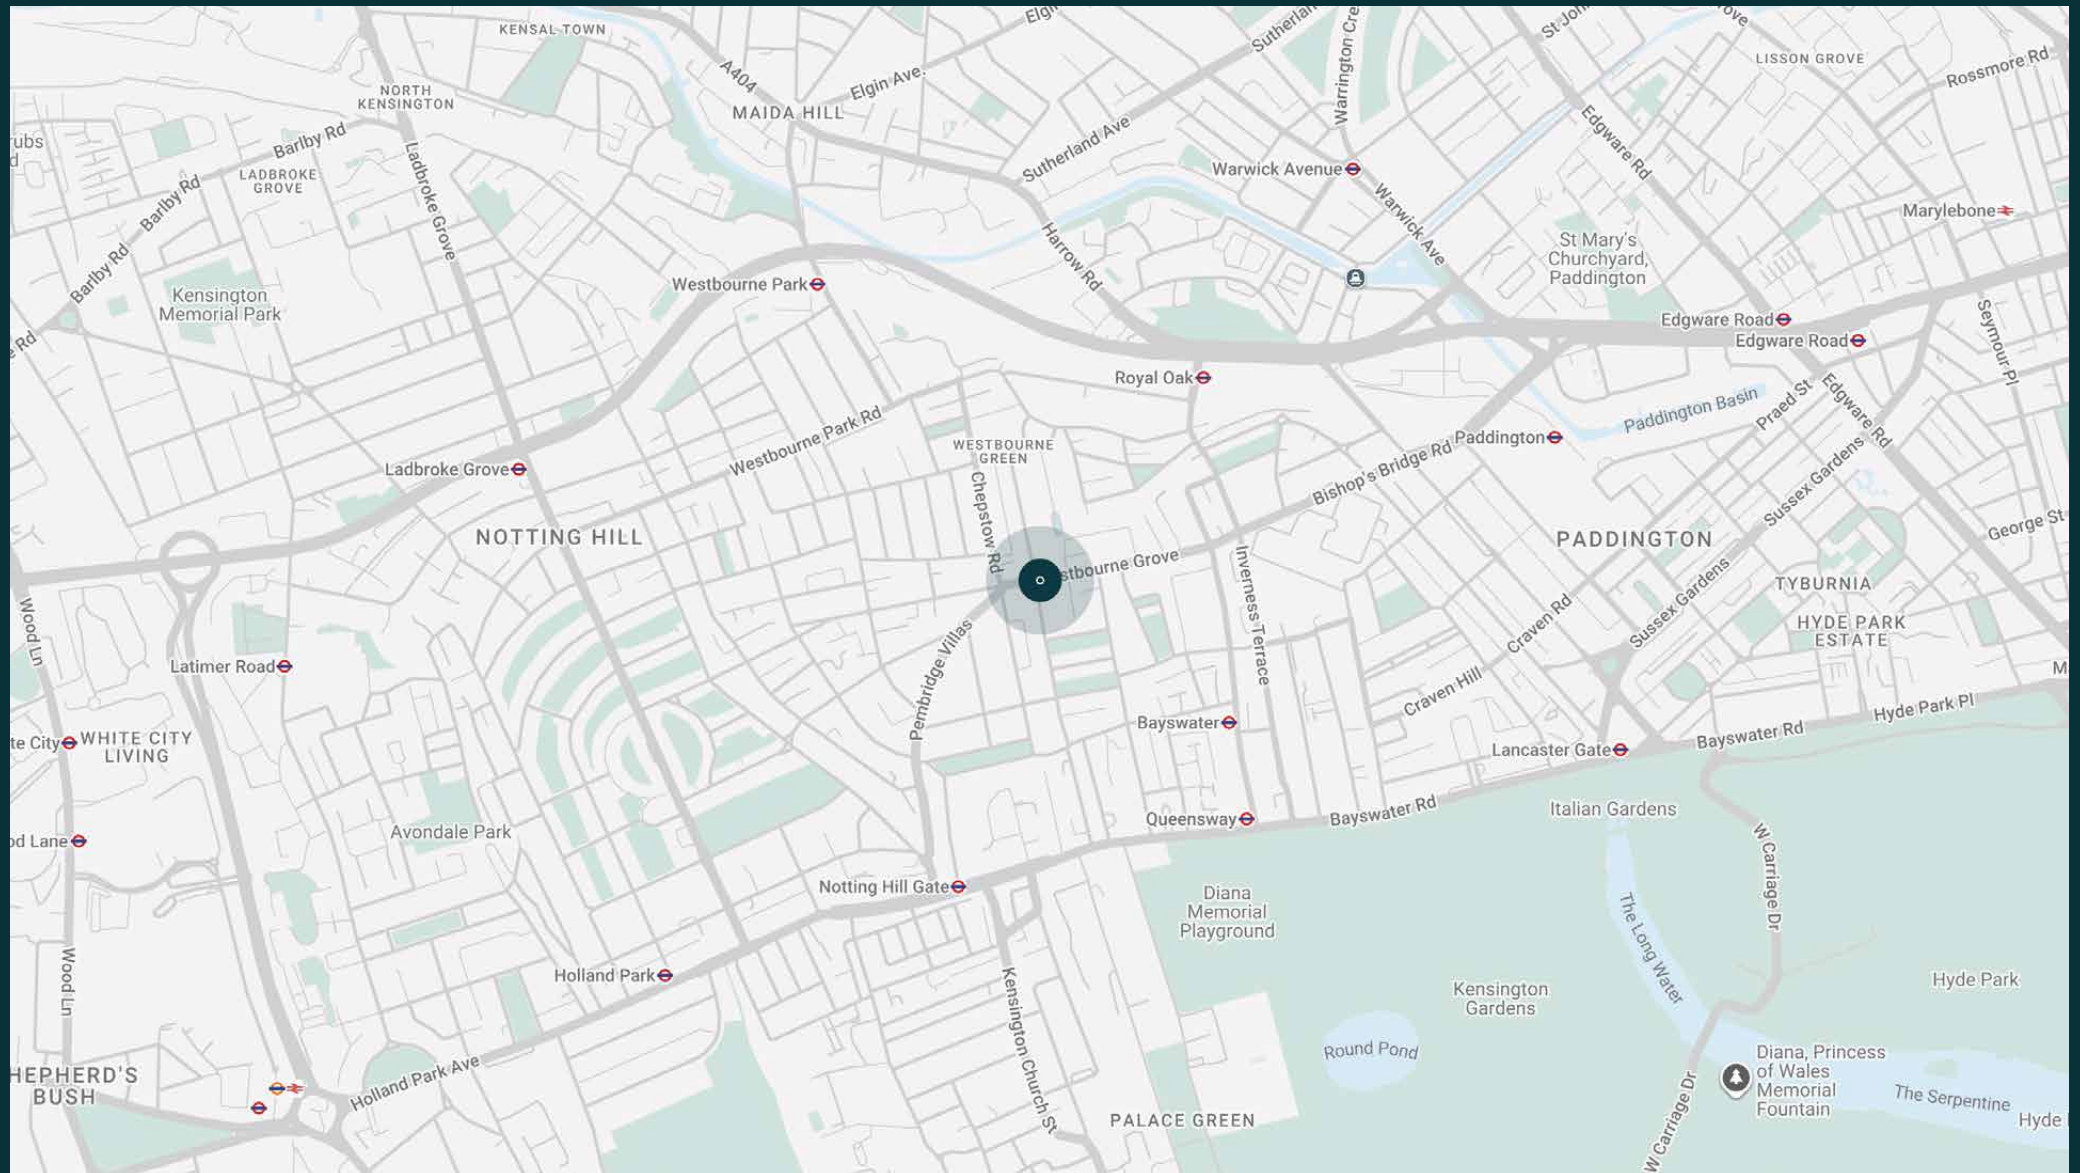 KENSAL TOWN
Elgin Ave.
A404
NORTH
KENSINGTON
MAIDA HILL
Barlby Rd
LADBROKE
GROVE
Barlby Rd
Barlby Rd
Ladbroke Grove
Sutherland Ave
Warrington Cre
Warwick Avenue
Warwick Ave
Edgware Rd
LISSON GROVE
Rossmore Rd
Marylebone
St Mary's
Churchyard,
Paddington
Kensington
Memorial Park
Westbourne Park
Harrow Rd
Edgware Road
Edgware Road
Seymour Pl
Royal Oak
Paddington Basin
Praed St
Edgware Rd
Westbourne Park Rd
WESTBOURNE
GREEN
Bishop's Bridge Rd
Paddington
Sussex Gardens
Ladbroke Grove
Chepstow Rd
George St
NOTTING HILL
PADDINGTON
stbourne Grove
Inverness Terrace
TYBURNIA
Sussex Gardens
Craven Rd
HYDE PARK
ESTATE
Wood Ln
Latimer Road
Pembridge Villas
Craven Hill
Hyde Park Pl
Bayswater
Bayswater Rd
Lancaster Gate
te City
WHITE CITY
LIVING
Queensway
Bayswater Rd
Italian Gardens
Avondale Park
od Lane
W Carriage Dr
Notting Hill Gate
Diana
Memorial
Playground
The Long Water
Holland Park
Wood Ln
Kensington Church St
Kensington
Gardens
Hyde Park
Round Pond
Diana, Princess
of Wales
Memorial
Fountain
HEPHERD'S
BUSH
Holland Park Ave
The Serpentine
PALACE GREEN
Hyde
W Carriage Dr